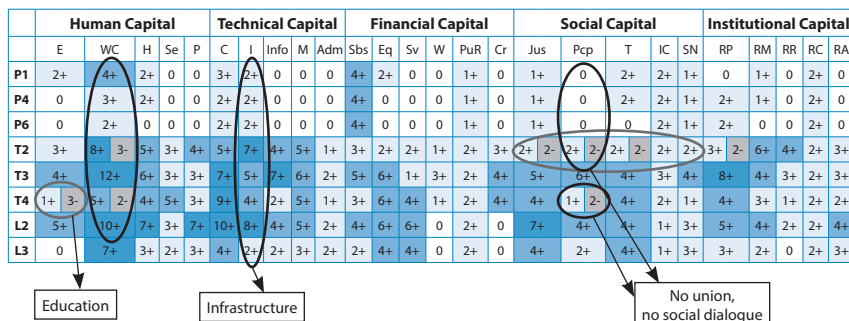 Human Capital Technical Capital Financial Capital Social Capital Institutional Capital
E WC H Se P C I Info M Adm Sbs Eq Sv W PuR Cr Jus Pcp T IC SN RP RM RR RC RA
P1 2+ 4+ 2+ 0 0 3+ 2+ 0 0 0 4+ 2+ 0 0 1+ 0 1+ 0 2+ 2+ 1+ 0 1+ 0 2+ 1+
P4 0 3+ 2+ 0 0 2+ 2+ 0 0 0 4+ 0 0 0 1+ 0 1+ 0 2+ 2+ 1+ 2+ 1+ 0 2+ 1+
P6 0 2+ 0 0 0 2+ 2+ 0 0 0 4+ 0 0 0 1+ 0 1+ 0 0 2+ 1+ 2+ 0 0 2+ 1+
T2 3+ 8+ 3- 5+ 3+ 4+ 5+ 7+ 4+ 5+ 1+ 3+ 2+ 2+ 1+ 2+ 3+ 2+ 2- 2+ 2- 2+ 2- 2+ 2+ 3+ 2- 6+ 4+ 2+ 3+
T3 4+ 12+ 6+ 3+ 3+ 7+ 5+ 7+ 6+ 2+ 5+ 6+ 1+ 3+ 2+ 4+ 5+ 6+ 4+ 3+ 4+ 8+ 4+ 3+ 2+ 3+
T4 1+ 3- 5+ 2- 4+ 5+ 3+ 9+ 4+ 2+ 5+ 1+ 3+ 6+ 4+ 1+ 2+ 4+ 4+ 1+ 2- 4+ 2+ 1+ 4+ 3+ 2+ 2+ 3+
L2 5+ 10+ 7+ 3+ 7+ 10+ 8+ 4+ 2+ 2+ 4+ 6+ 6+ 0 2+ 0 7+ 4+ 4+ 1+ 3+ 5+ 4+ 2+ 2+ 4+
L3 0 7+ 3+ 2+ 3+ 4+ 2+ 2+ 3+ 2+ 3+ 4+ 4+ 0 2+ 0 4+ 2+ 4+ 1+ 3+ 3+ 2+ 0 2+ 3+
Education
Infrastructure
No union,
no social dialogue